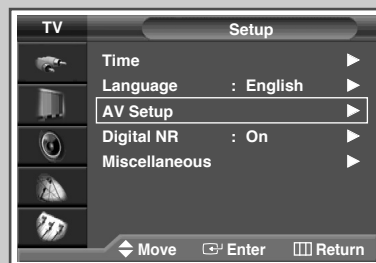 TV Setup
Time
Language : English
AV Setup
Digital NR : On
Miscellaneous
Move Enter Return